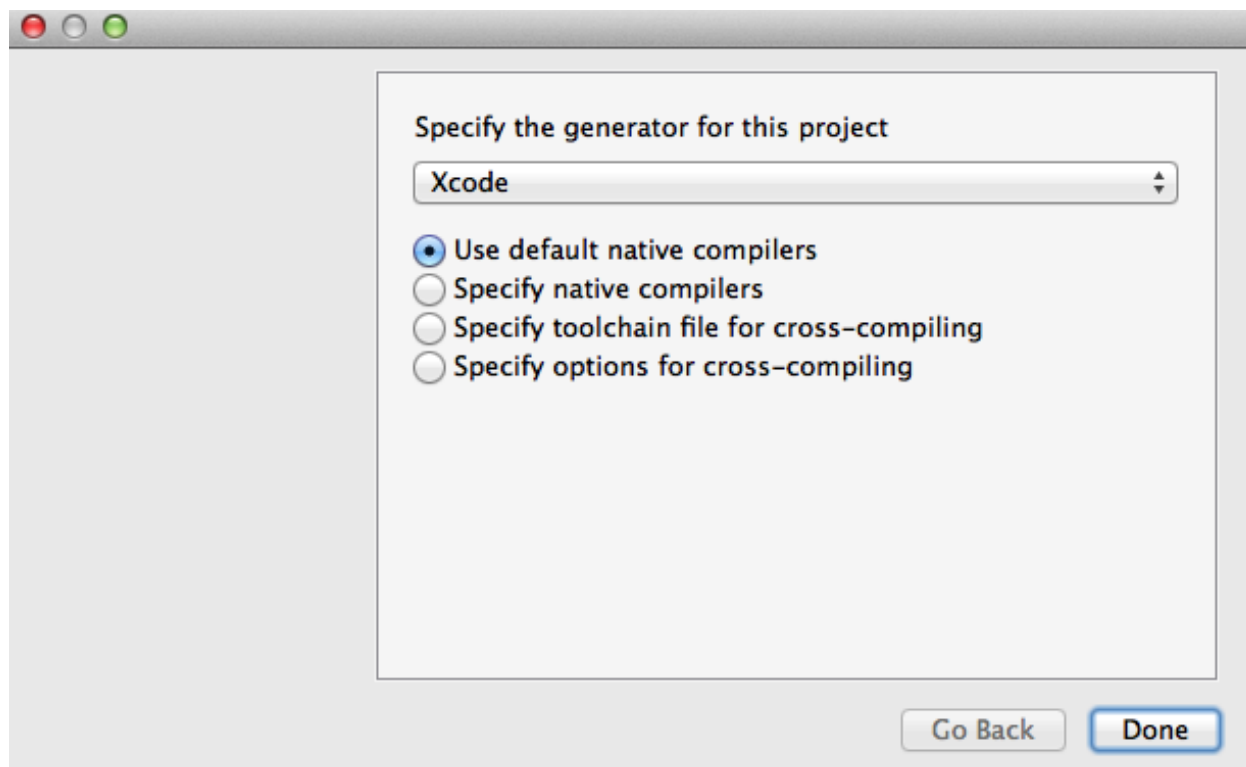 Specify the generator for this project
Xcode
Use default native compilers
Specify native compilers
Specify toolchain file for cross-compiling
Specify options for cross-compiling
Go Back
Done